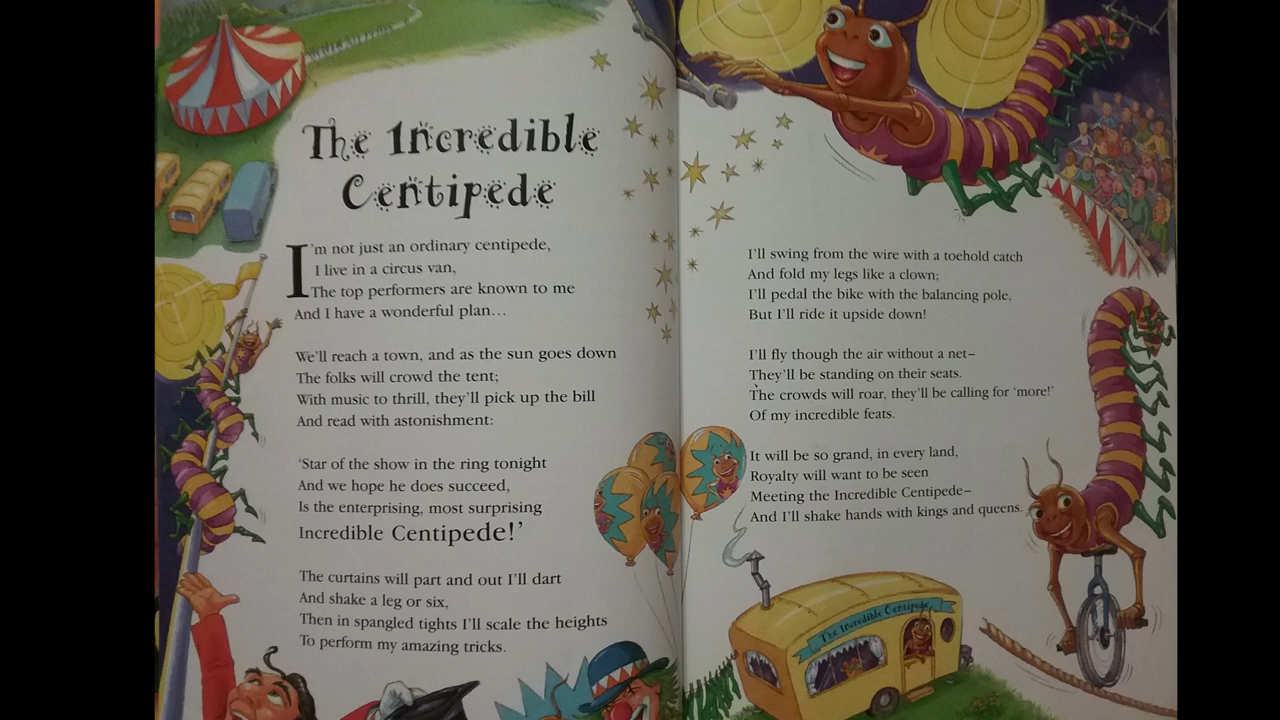 The Incredible
Centipede
I'm not just an ordinary centipede,
I live in a circus van,
The top performers are known to me
And I have a wonderful plan...
We'll reach a town, and as the sun goes down
The folks will crowd the tent;
With music to thrill, they'll pick up the bill
And read with astonishment:
'Star of the show in the ring tonight
And we hope he does succeed,
Is the enterprising, most surprising
Incredible Centipede!'
The curtains will part and out I'll dart
And shake a leg or six,
Then in spangled tights I'll scale the heights
To perform my amazing tricks.
I'll swing from the wire with a toehold catch
And fold my legs like a clown;
I'll pedal the bike with the balancing pole,
But I'll ride it upside down!
I'll fly though the air without a net–
They'll be standing on their seats.
The crowds will roar, they'll be calling for 'more!'
Of my incredible feats.
It will be so grand, in every land,
Royalty will want to be seen
Meeting the Incredible Centipede–
And I'll shake hands with kings and queens.
The Incredible Centipede